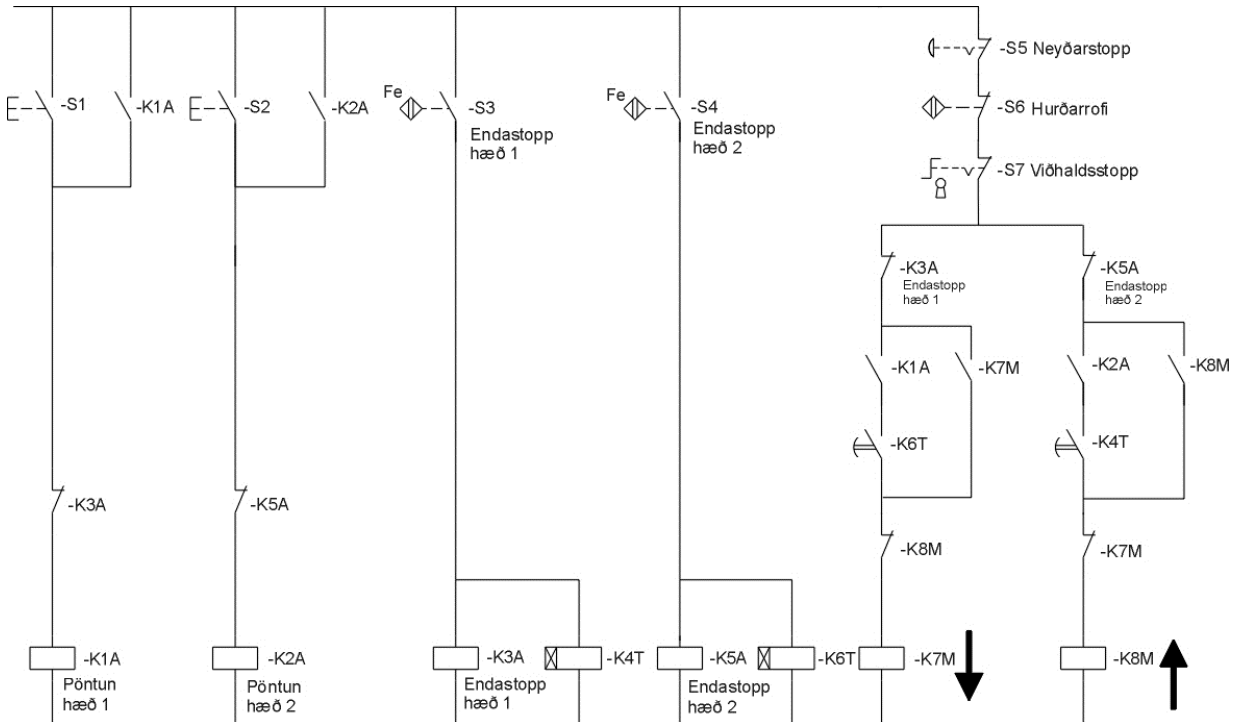 -S5 Neyðarstopp
-S1
-K1A
-S2
-K2A
Fe
-S3
Endastopp
hæð 1
Fe
-S4
Endastopp
hæð 2
-S6 Hurðarrofi
-S7 Viðhaldsstopp
-K3A
Endastopp
hæð 1
-K5A
Endastopp
hæð 2
-K1A
-K7M
-K2A
-K8M
-K6T
-K4T
-K3A
-K5A
-K8M
-K7M
-K1A
Pöntun
hæð 1
-K2A
Pöntun
hæð 2
-K3A
Endastopp
hæð 1
-K4T
-K5A
Endastopp
hæð 2
-K6T
-K7M
-K8M